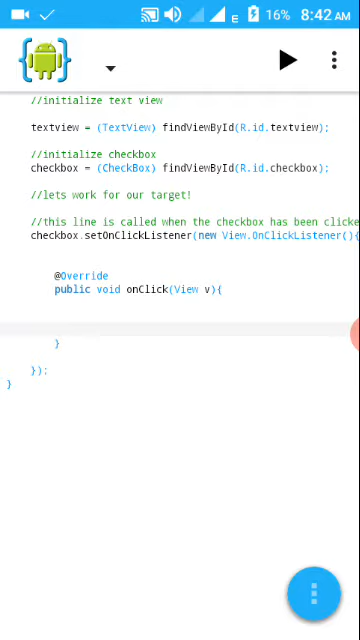 E 16% 8:42 AM
//initialize text view
textview = (TextView) findViewById(R.id.textview);
//initialize checkbox
checkbox = (CheckBox) findViewById(R.id.checkbox);
//lets work for our target!
//this line is called when the checkbox has been clicke
checkbox.setOnClickListener(new View.OnClickListener(){
@Override
public void onClick(View v){
}
});
}